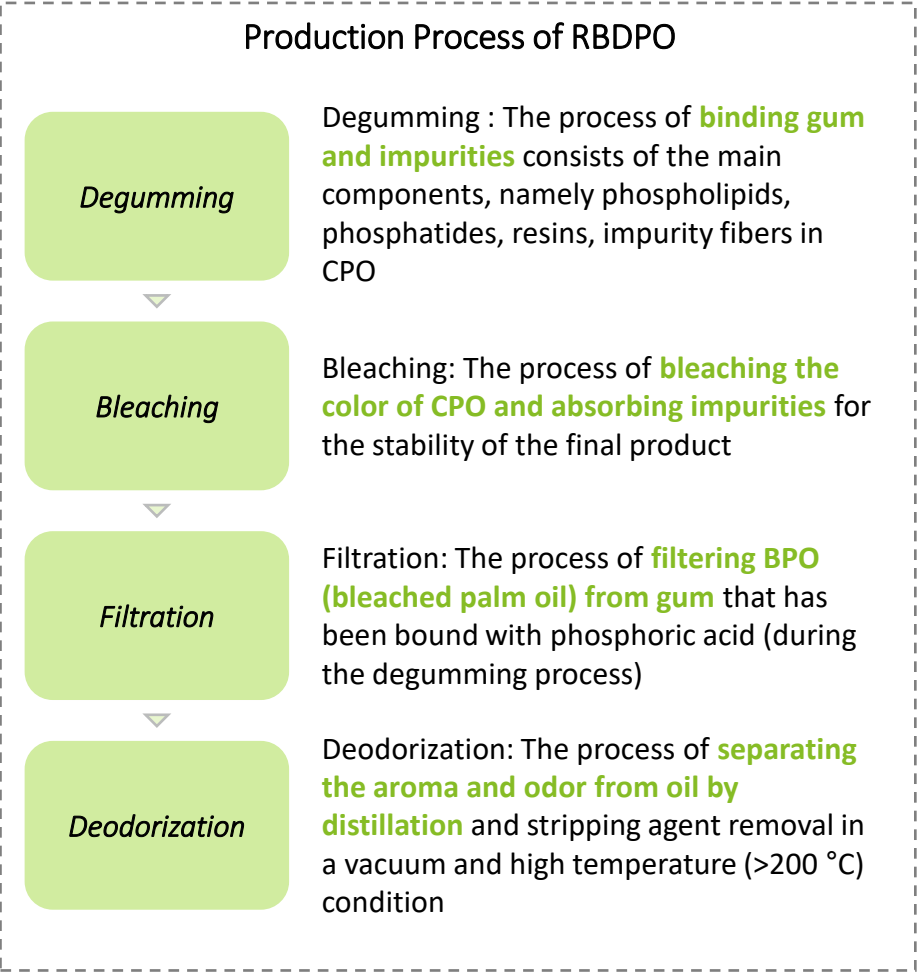 Production Process of RBDPO
Degumming
Degumming : The process of binding gum
and impurities consists of the main
components, namely phospholipids,
phosphatides, resins, impurity fibers in
CPO
Bleaching
Bleaching: The process of bleaching the
color of CPO and absorbing impurities for
the stability of the final product
Filtration
Filtration: The process of filtering BPO
(bleached palm oil) from gum that has
been bound with phosphoric acid (during
the degumming process)
Deodorization
Deodorization: The process of separating
the aroma and odor from oil by
distillation and stripping agent removal in
a vacuum and high temperature (>200 °C)
condition